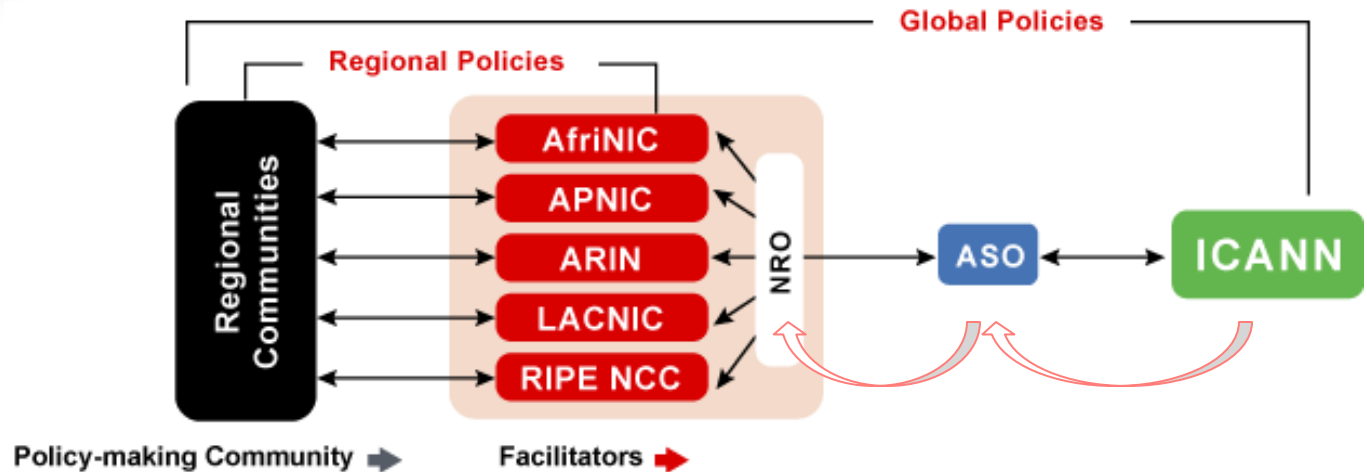 Global Policies
Regional Policies
Regional
Communities
AfriNIC
APNIC
ARIN
LACNIC
RIPE NCC
NRO
ASO
ICANN
Policy-making Community
Facilitators